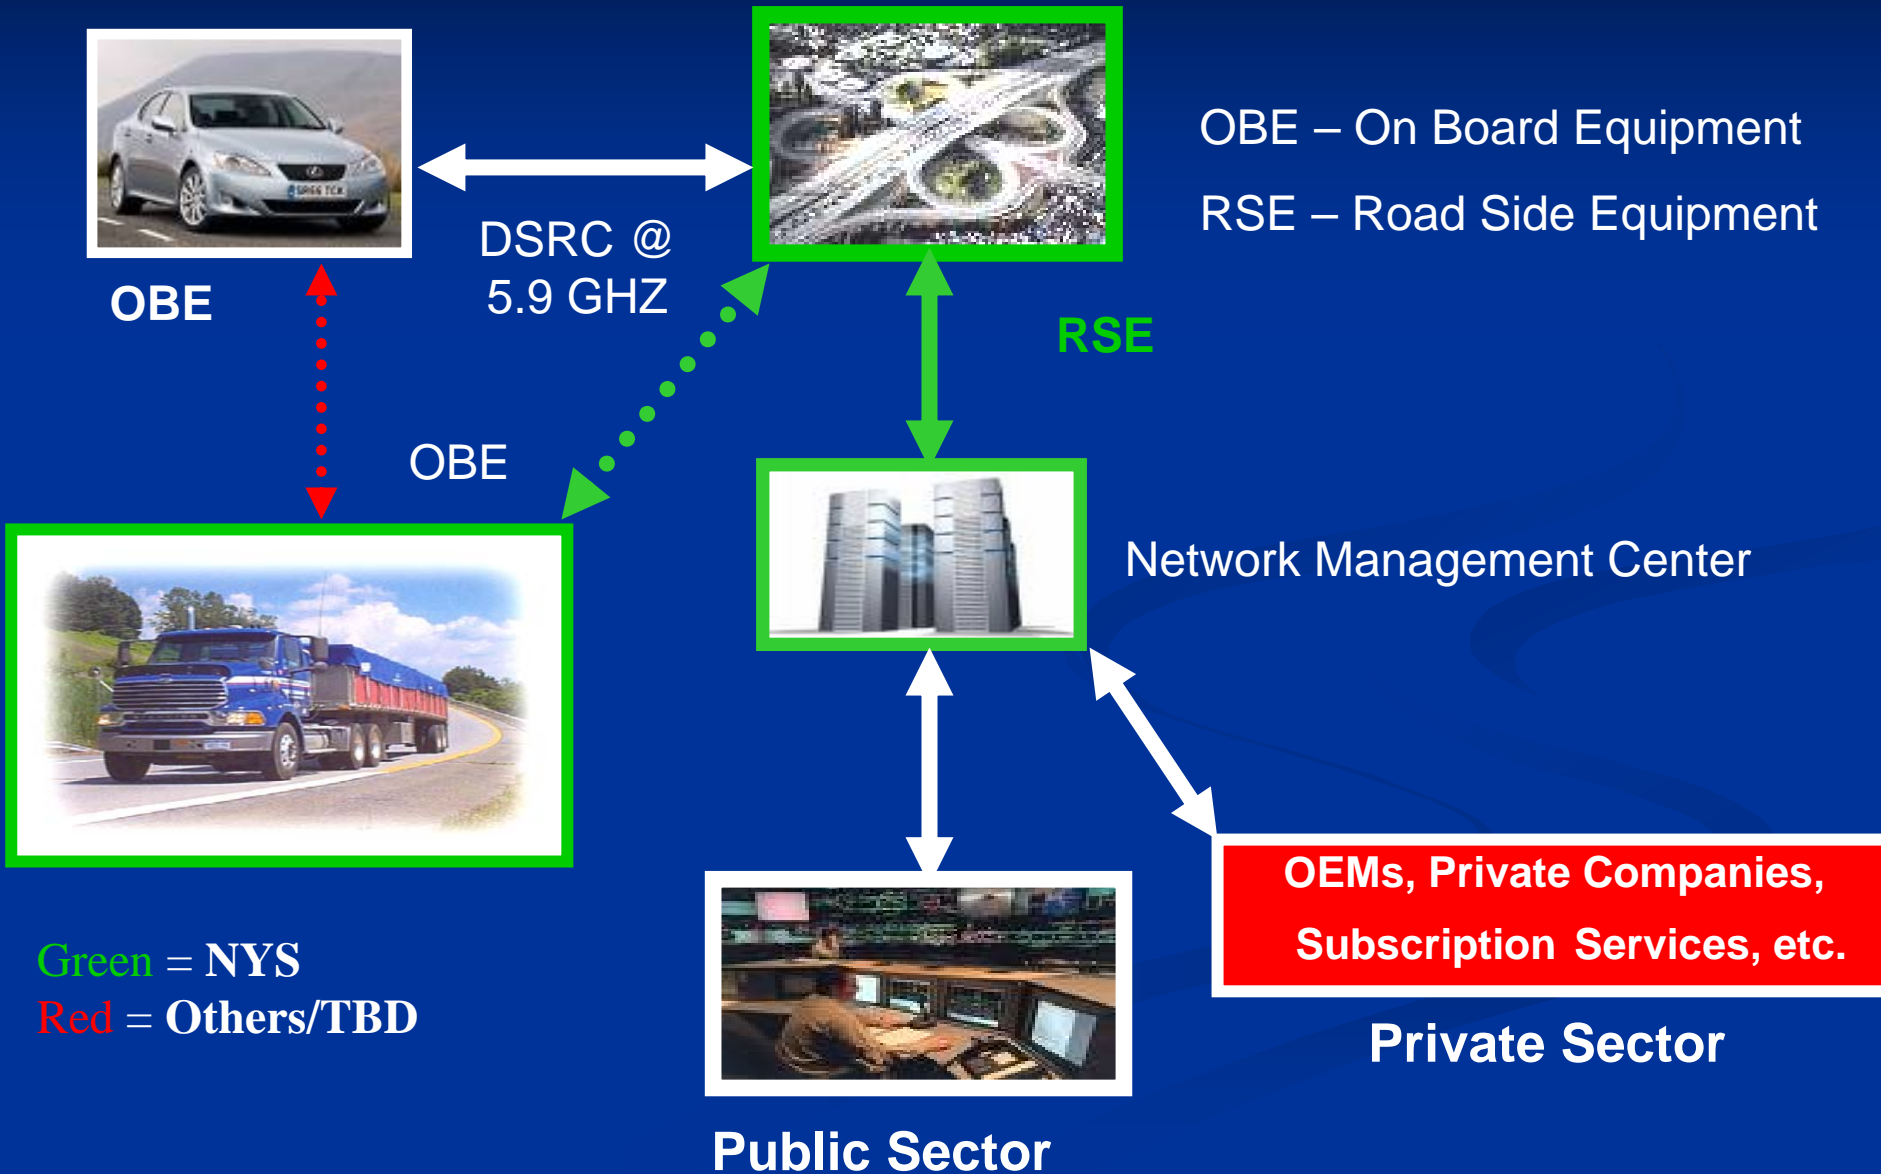 OBE – On Board Equipment
RSE – Road Side Equipment
DSRC @
5.9 GHZ
OBE
RSE
OBE
Network Management Center
OEMs, Private Companies,
Subscription Services, etc.
Green = NYS
Red = Others/TBD
Private Sector
Public Sector